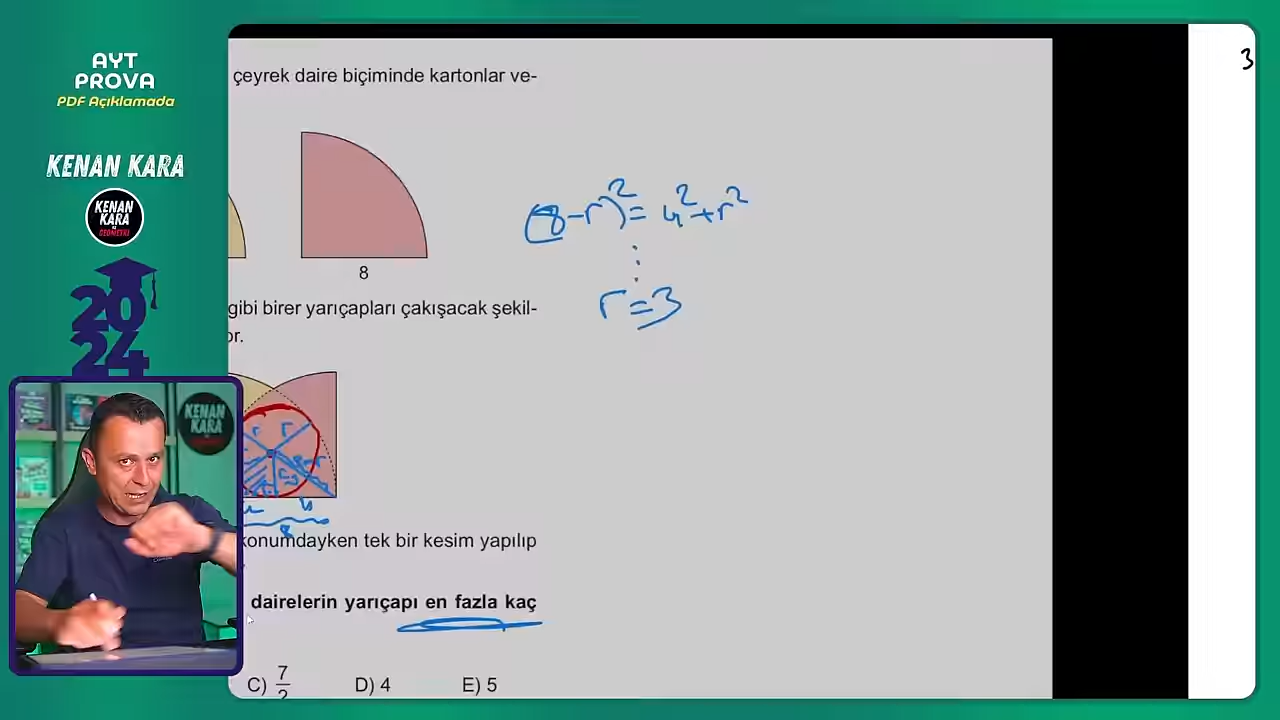 AYT
PROVA
PDF Açıklamada
KENAN KARA
KENAN
KARA
GEOMETRİ
2024
çeyrek daire biçiminde kartonlar ve-
8
gibi birer yarıçapları çakışacak şekil-
or.
KENAN
KARA
r r
8
konumdayken tek bir kesim yapılıp
dairelerin yarıçapı en fazla kaç
C) 7/2 D) 4 E) 5
(8-r)² = 4²+r²
r=3
3